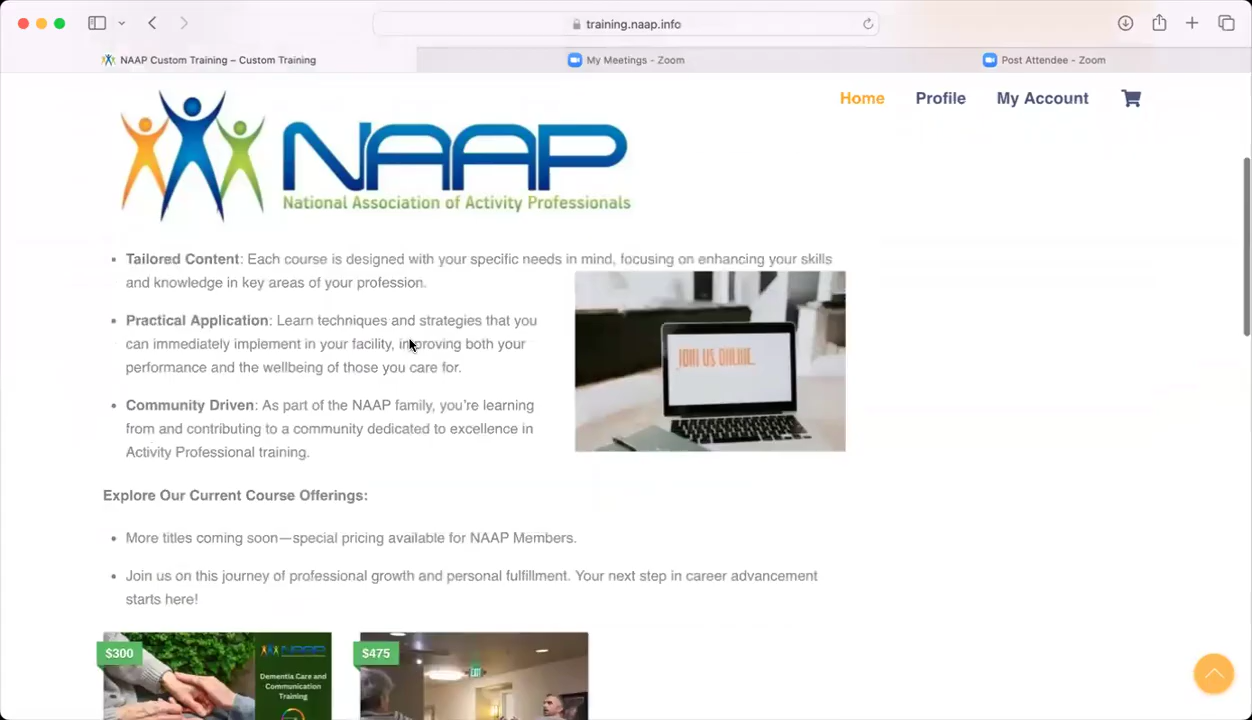 training.naap.info
NAAP Custom Training – Custom Training
My Meetings - Zoom
Post Attendee - Zoom
Home
Profile
My Account
NAAP
National Association of Activity Professionals
• Tailored Content: Each course is designed with your specific needs in mind, focusing on enhancing your skills
and knowledge in key areas of your profession.
• Practical Application: Learn techniques and strategies that you
can immediately implement in your facility, improving both your
performance and the wellbeing of those you care for.
JOIN US ONLINE.
• Community Driven: As part of the NAAP family, you’re learning
from and contributing to a community dedicated to excellence in
Activity Professional training.
Explore Our Current Course Offerings:
• More titles coming soon—special pricing available for NAAP Members.
• Join us on this journey of professional growth and personal fulfillment. Your next step in career advancement
starts here!
$300
NAAP
Dementia Care and
Communication
Training
$475
EXIT